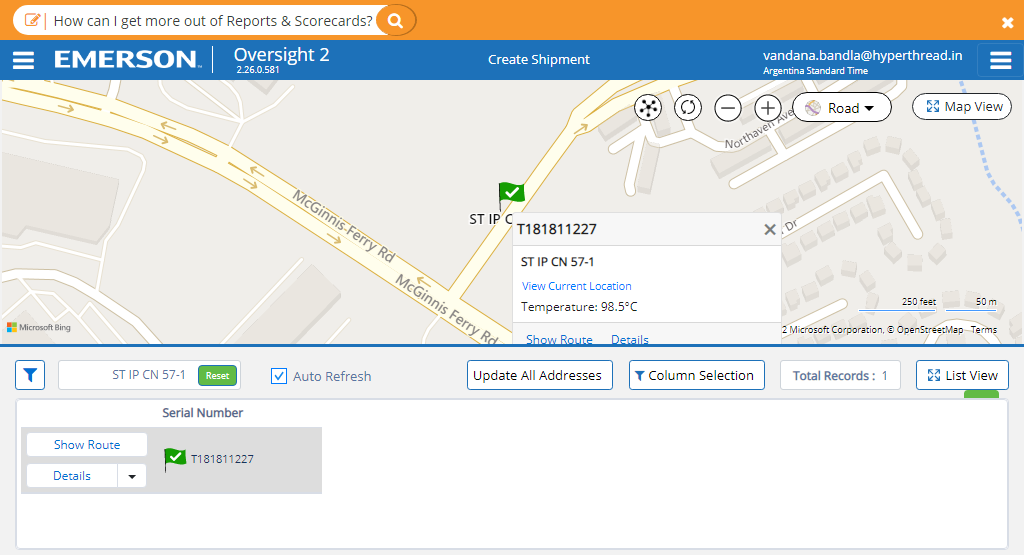 How can I get more out of Reports & Scorecards?
EMERSON
Oversight 2
2.26.0.581
Create Shipment
vandana.bandla@hyperthread.in
Argentina Standard Time
Road
Map View
Northaven Ave
McGinnis Ferry Rd
ST IP C
Dr
T181811227
ST IP CN 57-1
View Current Location
Temperature: 98.5°C
McGinnis Ferry Rd
250 feet
50 m
Microsoft Bing
2 Microsoft Corporation, © OpenStreetMap Terms
Show Route Details
ST IP CN 57-1 Reset
Auto Refresh
Update All Addresses
Column Selection
Total Records : 1
List View
Serial Number
Show Route
T181811227
Details